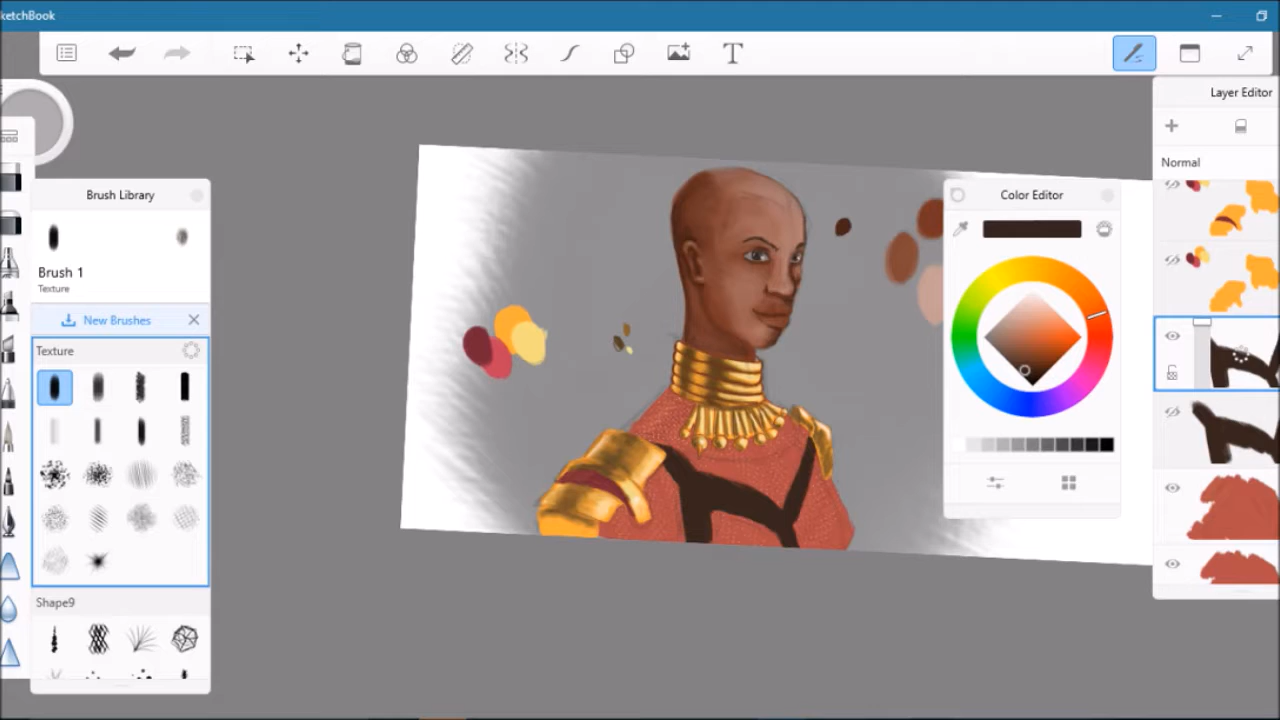 ketchBook
T
Layer Editor
Normal
Brush Library
Brush 1
Texture
New Brushes
Texture
Shape9
Color Editor